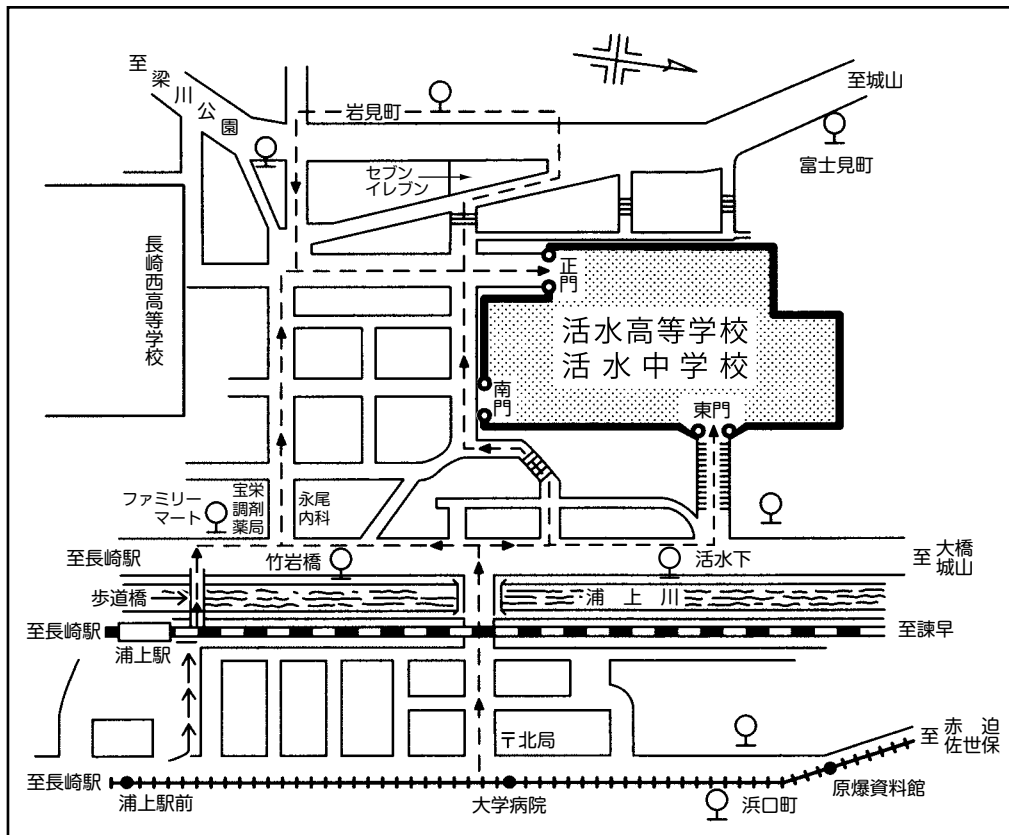 至梁川公園
岩見町
至城山
富士見町
セブン
イレブン
長崎西高等学校
正門
活水高等学校
活水中学校
南門
東門
ファミリー
マート
宝栄
調剤
薬局
永尾
内科
至長崎駅
竹岩橋
活水下
至大橋
城山
歩道橋
浦上川
至長崎駅
至諫早
浦上駅
〒北局
至赤迫
佐世保
至長崎駅
浦上駅前
大学病院
浜口町
原爆資料館